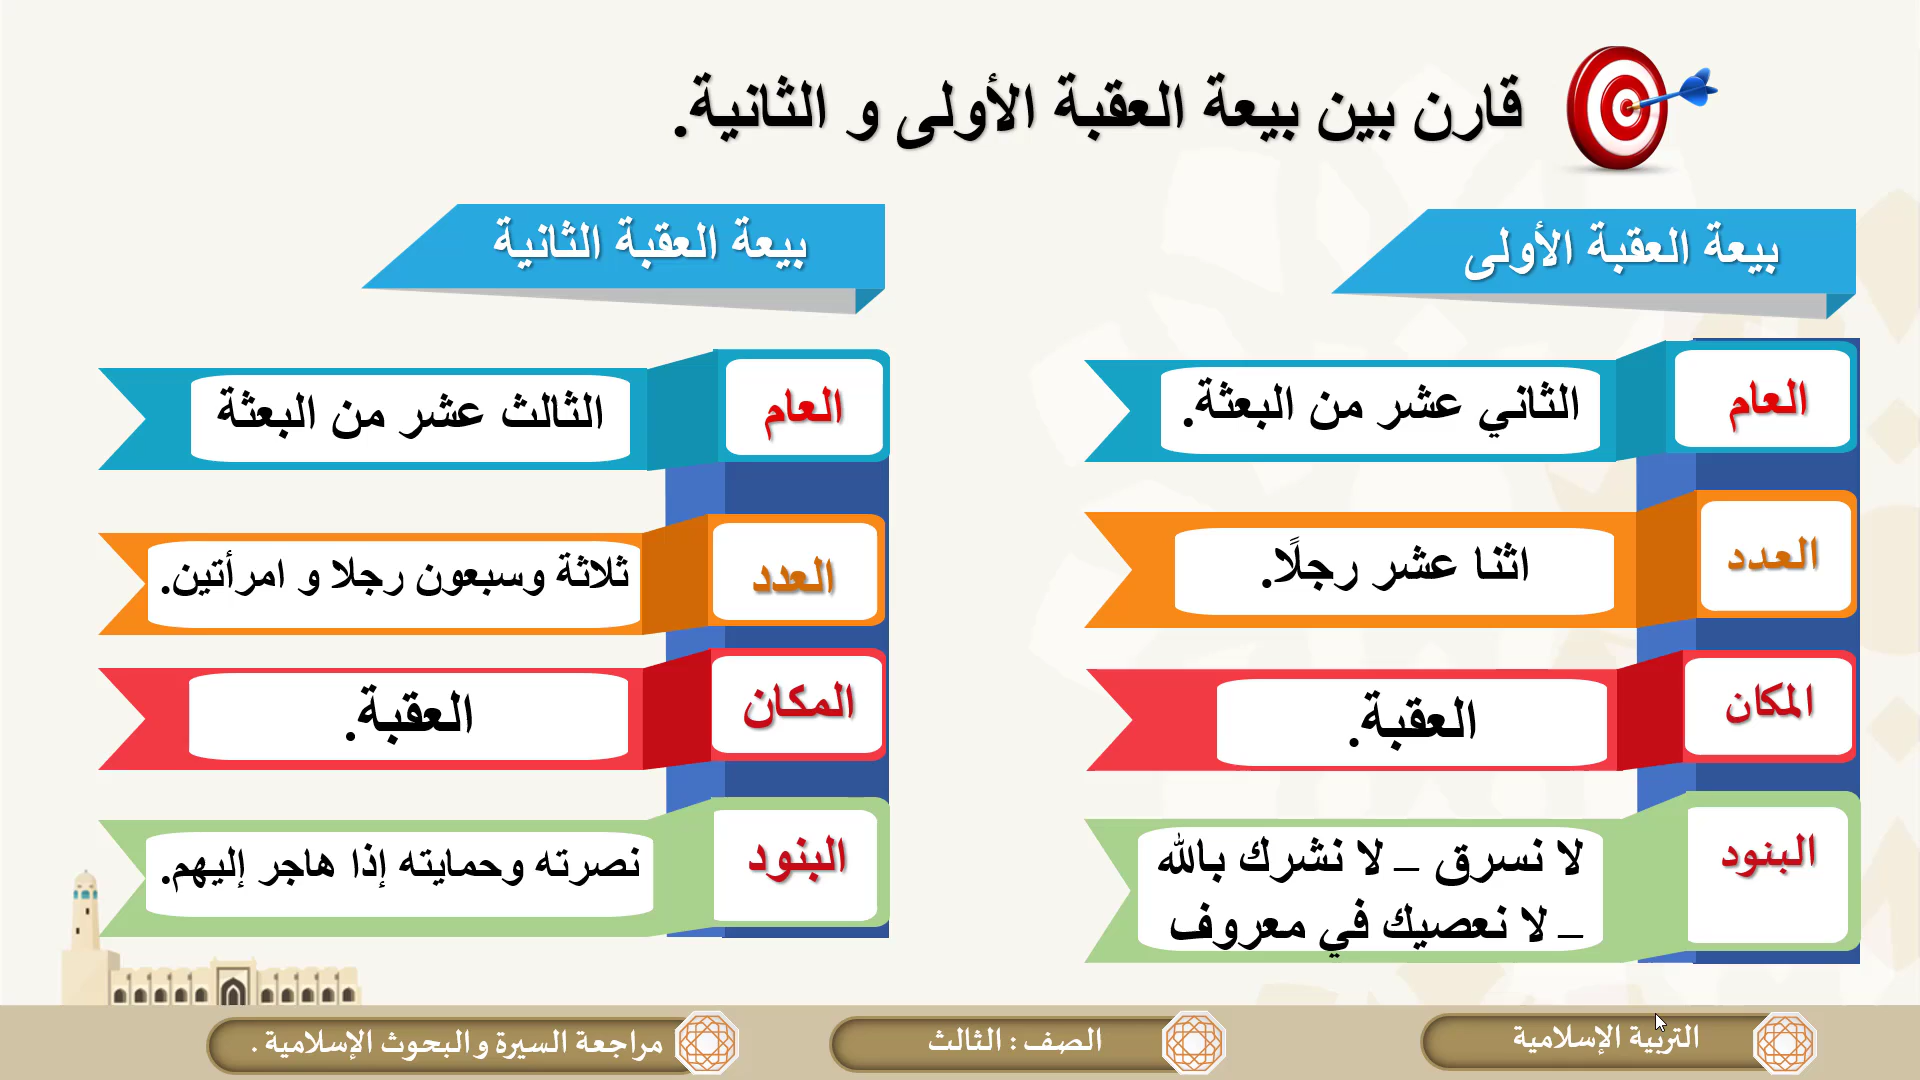 قارن بين بيعة العقبة الأولى و الثانية.
بيعة العقبة الأولى
العام
الثاني عشر من البعثة.
العدد
اثنا عشر رجلًا.
المكان
العقبة.
البنود
لا نسرق – لا نشرك بالله
– لا نعصيك في معروف
بيعة العقبة الثانية
العام
الثالث عشر من البعثة
العدد
ثلاثة وسبعون رجلا و امرأتين.
المكان
العقبة.
البنود
نصرته وحمايته إذا هاجر إليهم.
التربية الإسلامية
الصف : الثالث
مراجعة السيرة و البحوث الإسلامية .